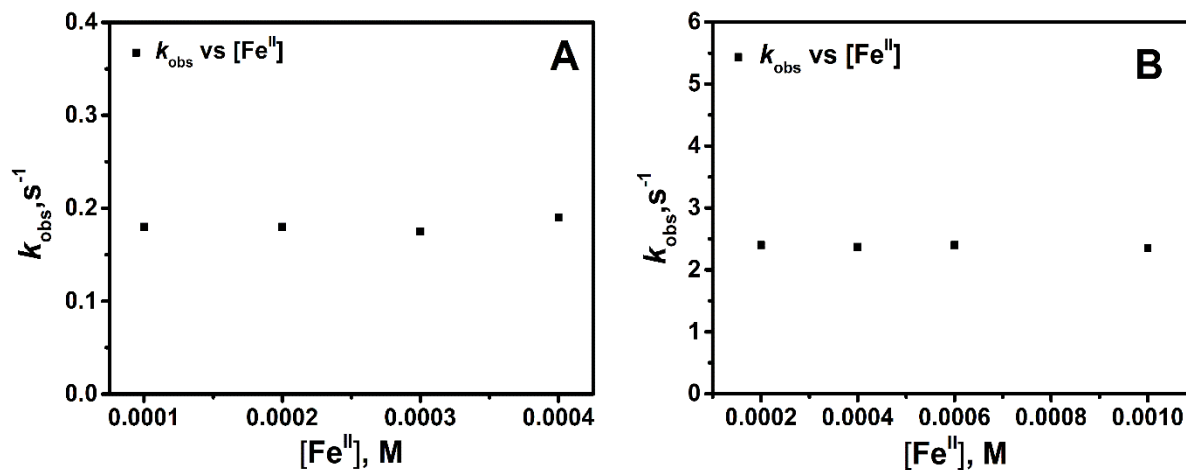 A
k_obs vs [Fe^II]
0.4
0.3
0.2
0.1
0.0
k_obs,s^-1
0.0001 0.0002 0.0003 0.0004
[Fe^II], M
B
k_obs vs [Fe^II]
6
5
4
3
2
1
0
k_obs,s^-1
0.0002 0.0004 0.0006 0.0008 0.0010
[Fe^II], M